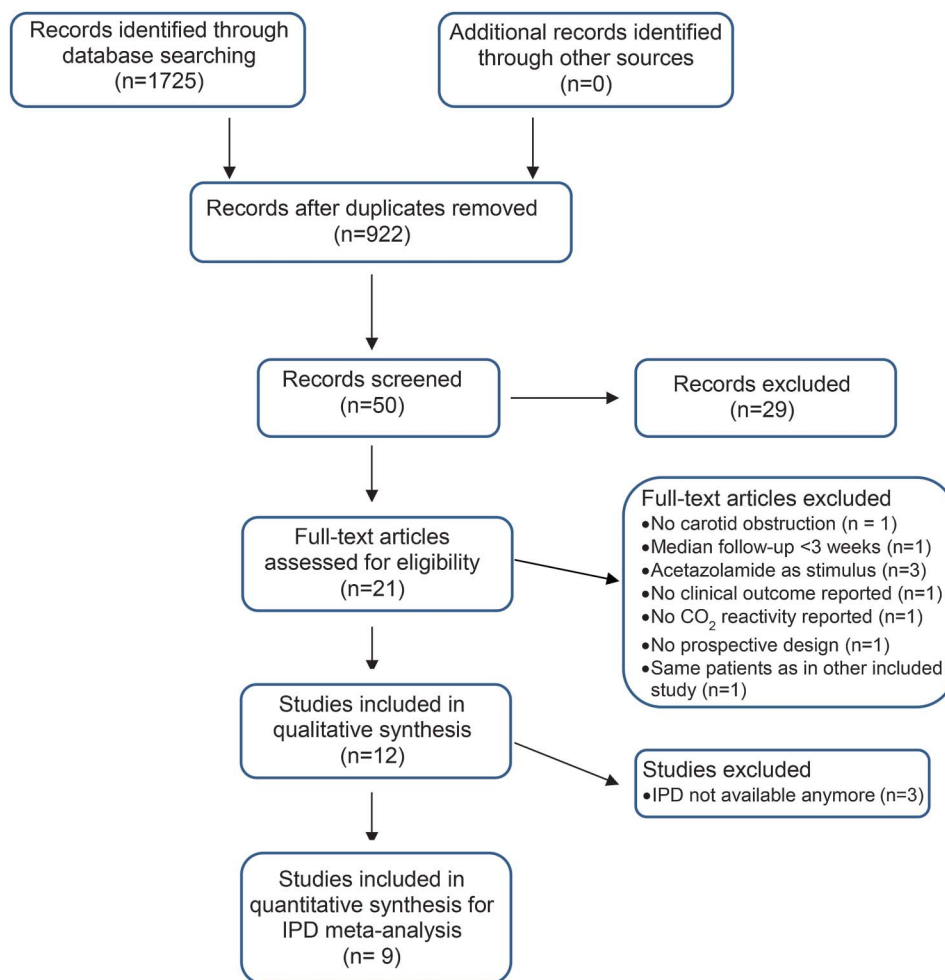 Records identified through
database searching
(n=1725)
Additional records identified
through other sources
(n=0)
Records after duplicates removed
(n=922)
Records screened
(n=50)
Records excluded
(n=29)
Full-text articles
assessed for eligibility
(n=21)
Full-text articles excluded
•No carotid obstruction (n = 1)
•Median follow-up <3 weeks (n=1)
•Acetazolamide as stimulus (n=3)
•No clinical outcome reported (n=1)
•No CO₂ reactivity reported (n=1)
•No prospective design (n=1)
•Same patients as in other included
study (n=1)
Studies included in
qualitative synthesis
(n=12)
Studies excluded
•IPD not available anymore (n=3)
Studies included in
quantitative synthesis for
IPD meta-analysis
(n= 9)